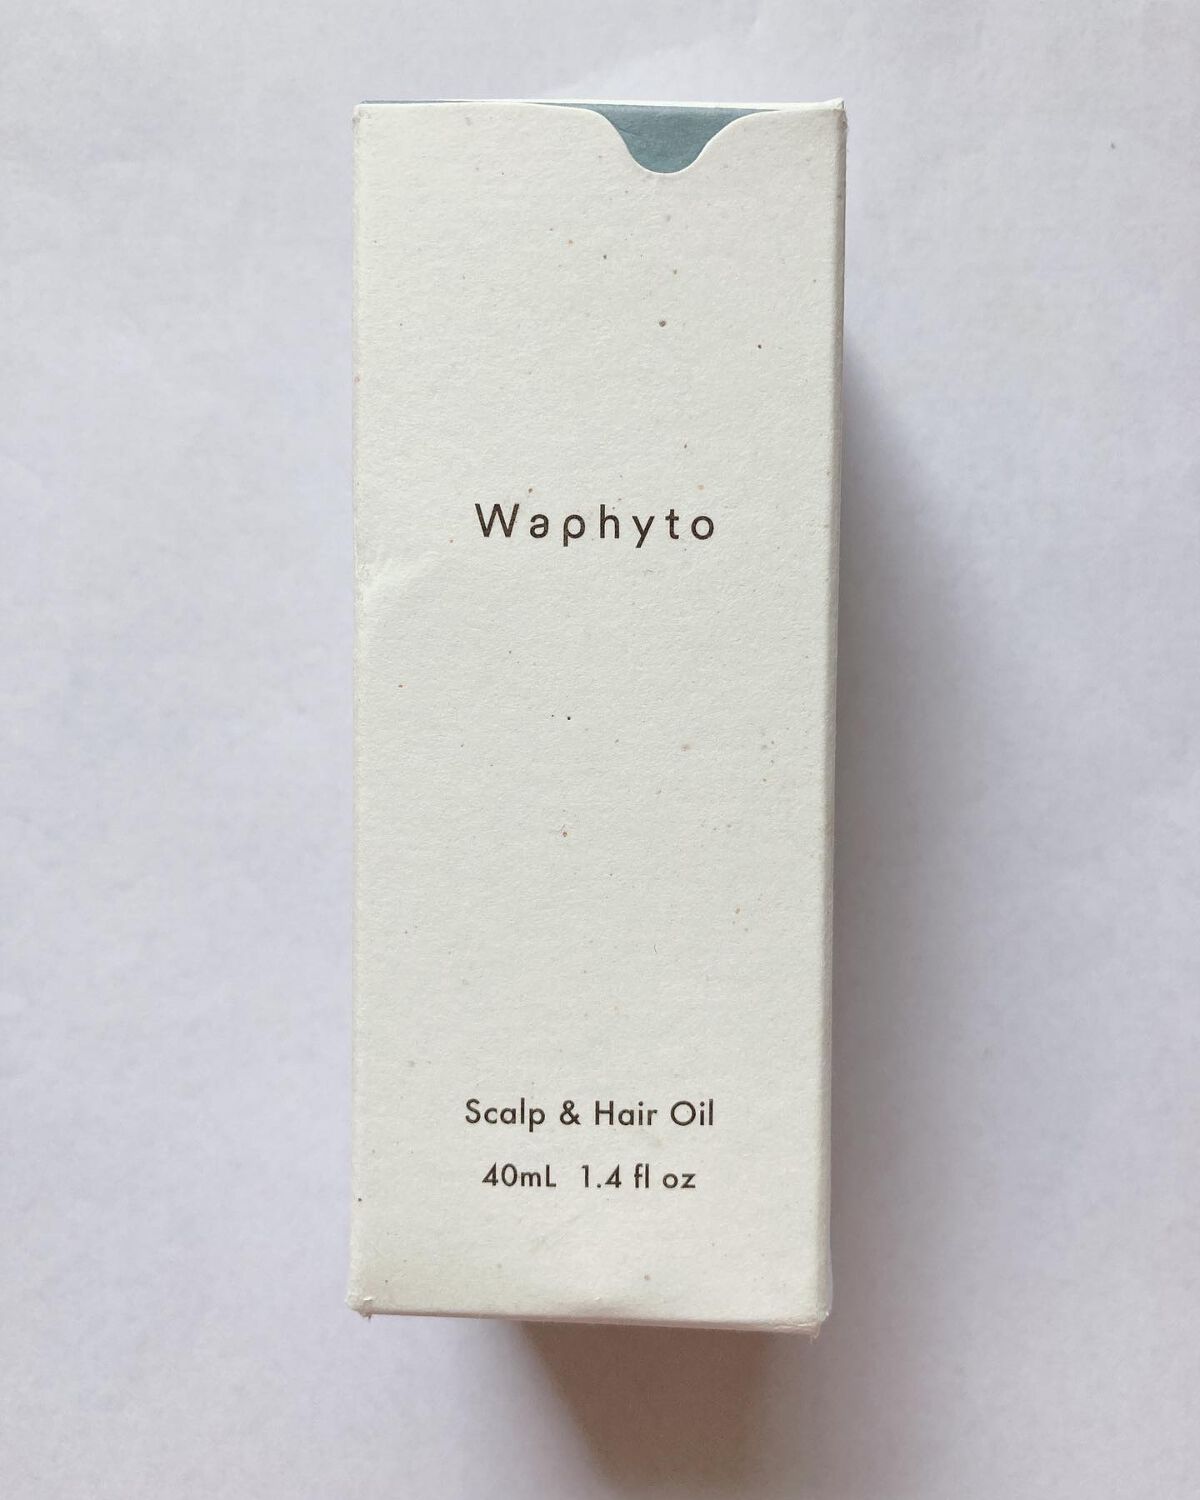 Waphyto
Scalp & Hair Oil
40mL 1.4 fl oz